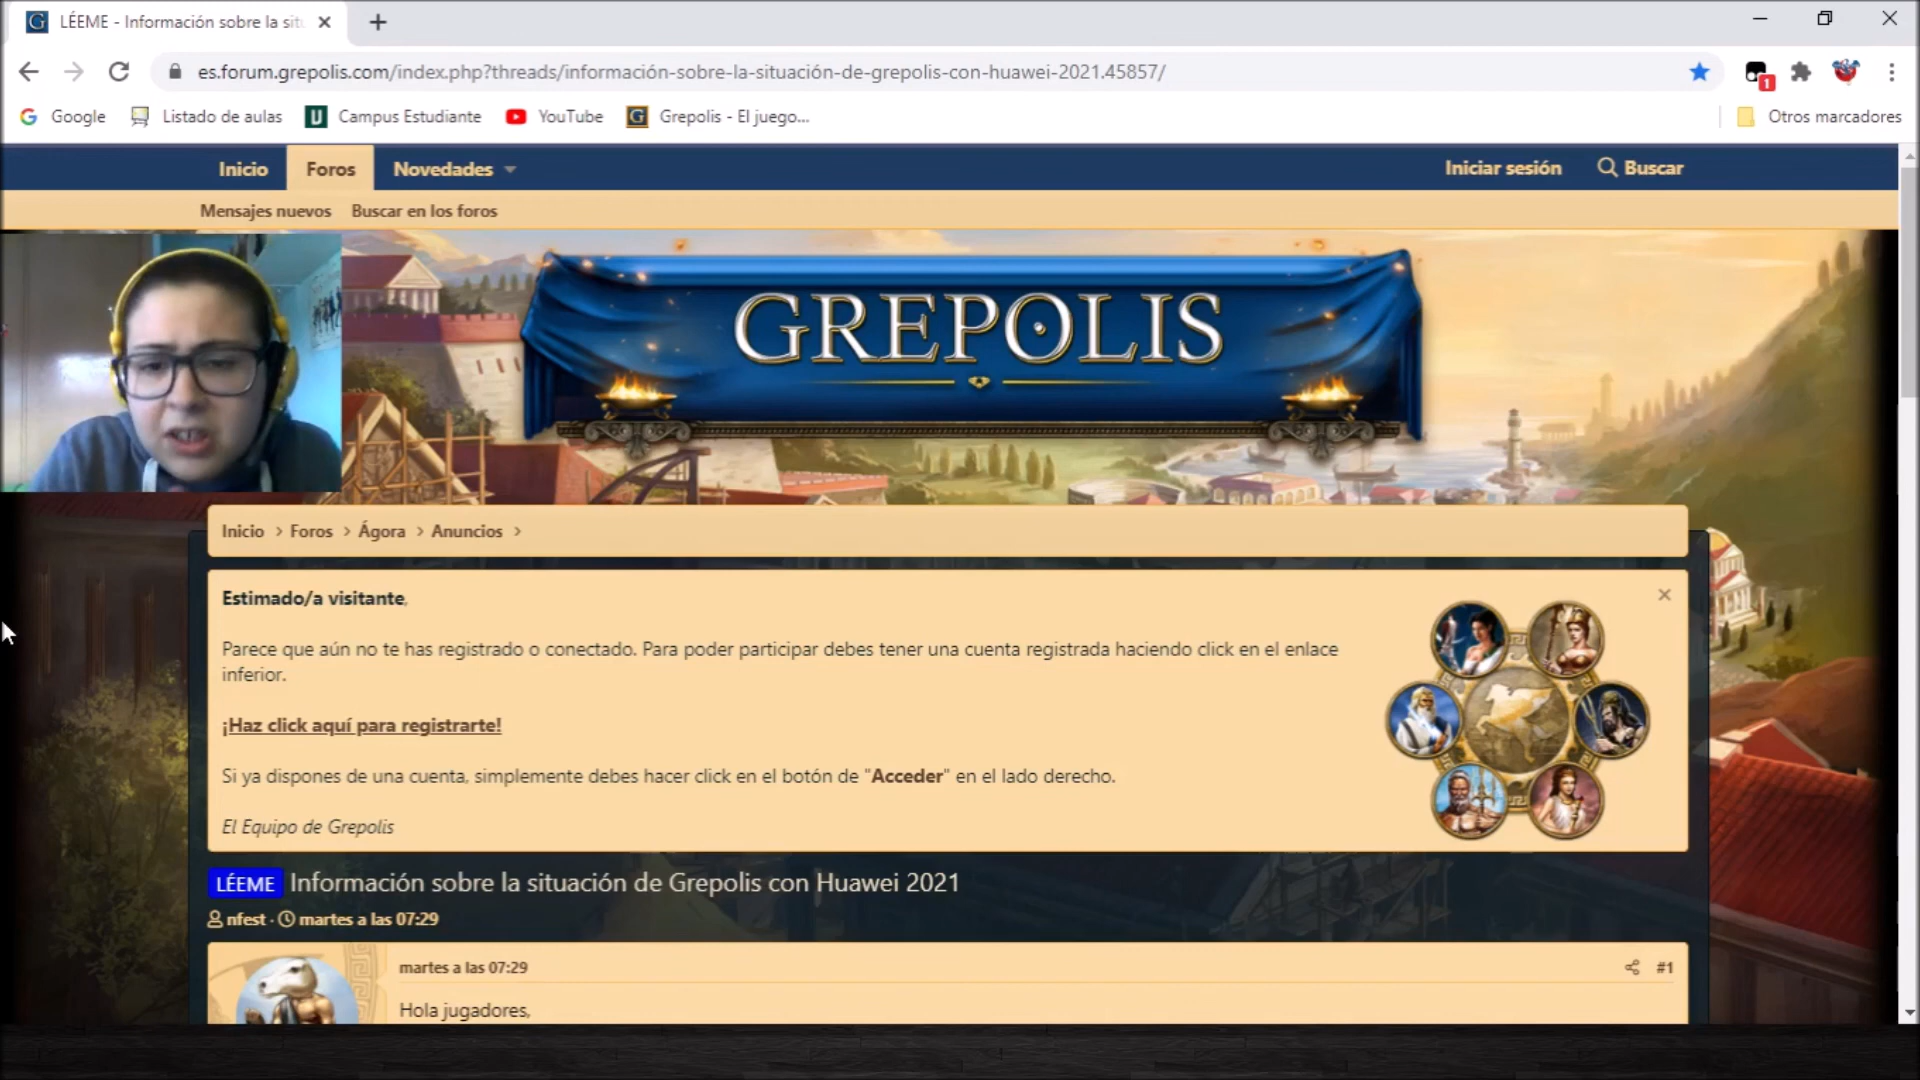 LÉEME - Información sobre la situ
es.forum.grepolis.com/index.php?threads/información-sobre-la-situación-de-grepolis-con-huawei-2021.45857/
1
Google Listado de aulas Campus Estudiante YouTube Grepolis - El juego... Otros marcadores
Inicio Foros Novedades Iniciar sesión Buscar
Mensajes nuevos Buscar en los foros
GREPOLIS
Inicio > Foros > Ágora > Anuncios >
Estimado/a visitante,
Parece que aún no te has registrado o conectado. Para poder participar debes tener una cuenta registrada haciendo click en el enlace
inferior.
¡Haz click aquí para registrarte!
Si ya dispones de una cuenta, simplemente debes hacer click en el botón de "Acceder" en el lado derecho.
El Equipo de Grepolis
LÉEME Información sobre la situación de Grepolis con Huawei 2021
nfest · martes a las 07:29
martes a las 07:29 #1
Hola jugadores,